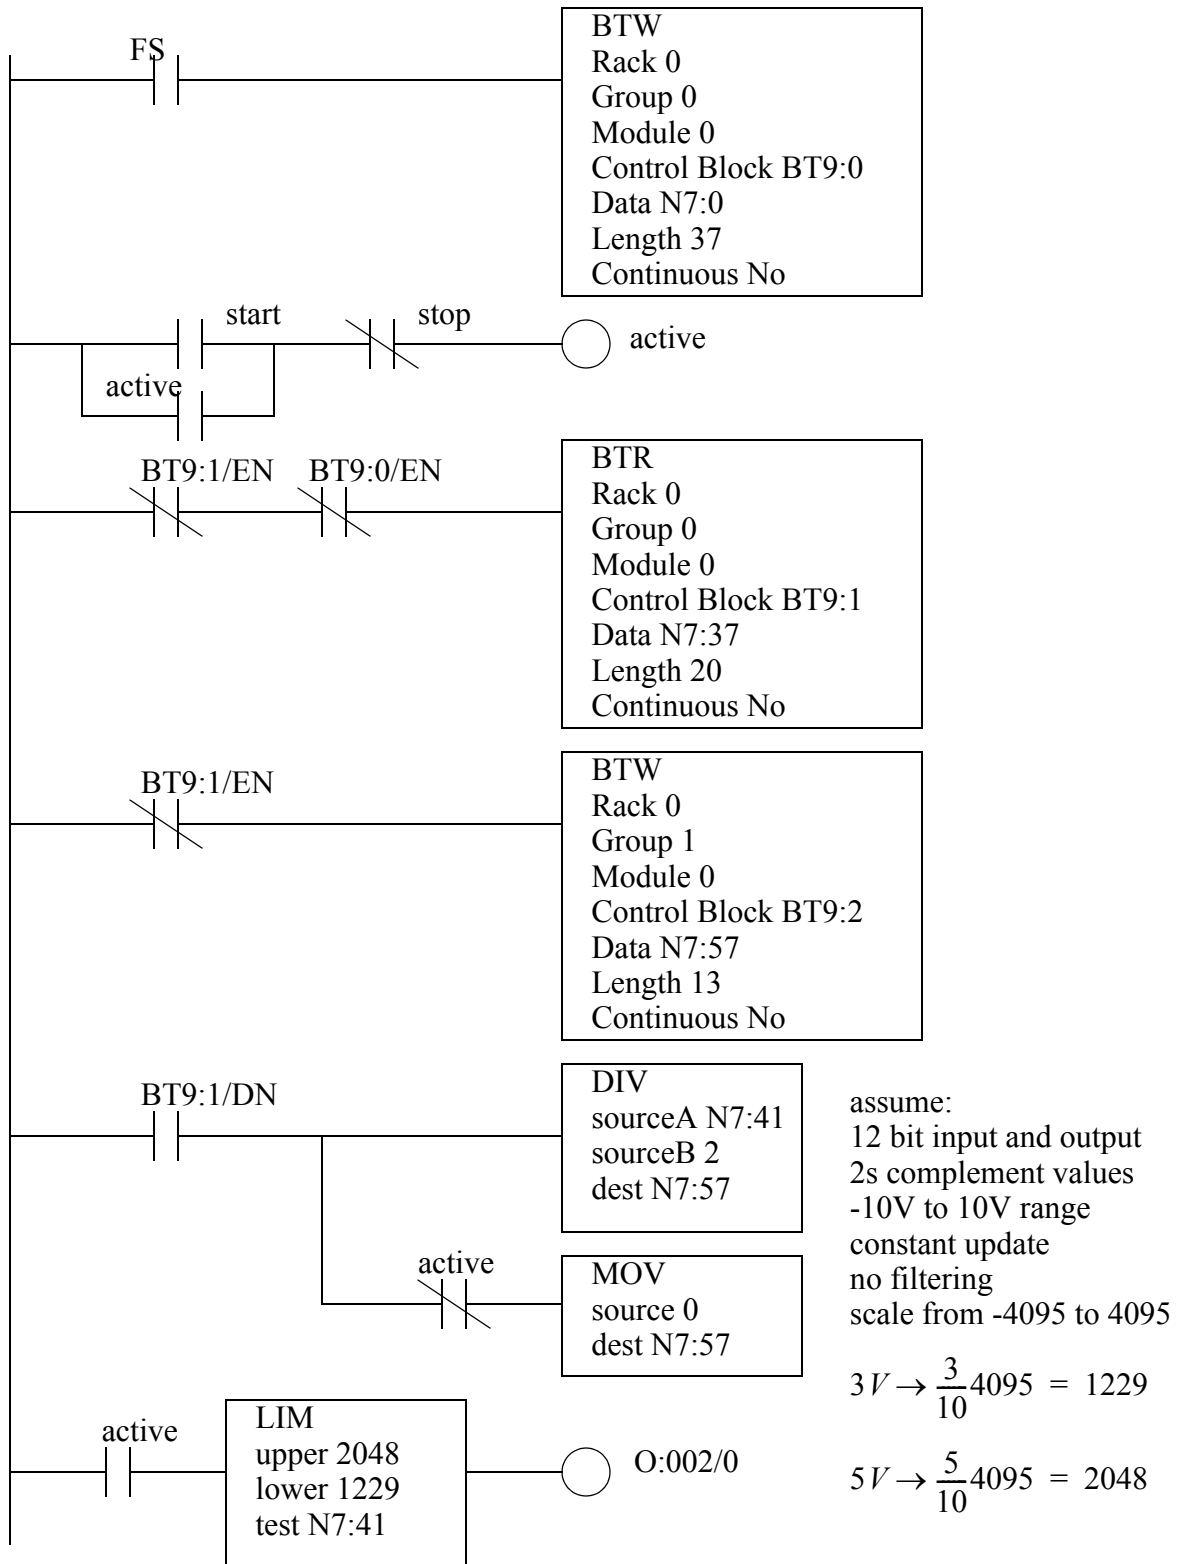 FS
BTW
Rack 0
Group 0
Module 0
Control Block BT9:0
Data N7:0
Length 37
Continuous No
start
stop
active
active
BT9:1/EN
BT9:0/EN
BTR
Rack 0
Group 0
Module 0
Control Block BT9:1
Data N7:37
Length 20
Continuous No
BT9:1/EN
BTW
Rack 0
Group 1
Module 0
Control Block BT9:2
Data N7:57
Length 13
Continuous No
BT9:1/DN
DIV
sourceA N7:41
sourceB 2
dest N7:57
active
MOV
source 0
dest N7:57
assume:
12 bit input and output
2s complement values
-10V to 10V range
constant update
no filtering
scale from -4095 to 4095
3V → 3/10 4095 = 1229
5V → 5/10 4095 = 2048
active
LIM
upper 2048
lower 1229
test N7:41
O:002/0